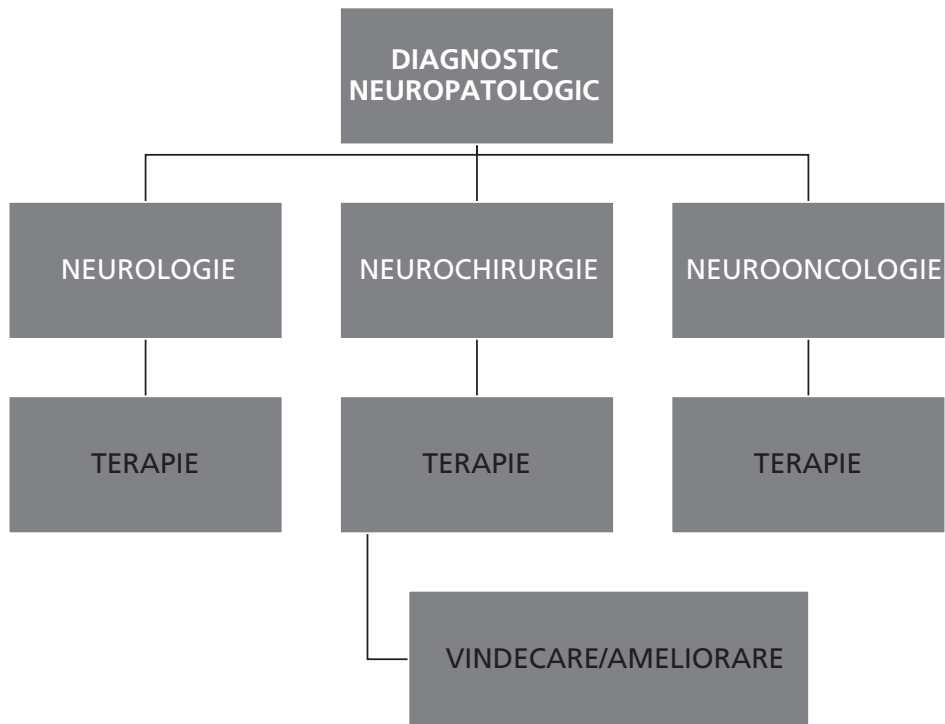 DIAGNOSTIC
NEUROPATOLOGIC
NEUROLOGIE
NEUROCHIRURGIE
NEUROONCOLOGIE
TERAPIE
TERAPIE
TERAPIE
VINDECARE/AMELIORARE